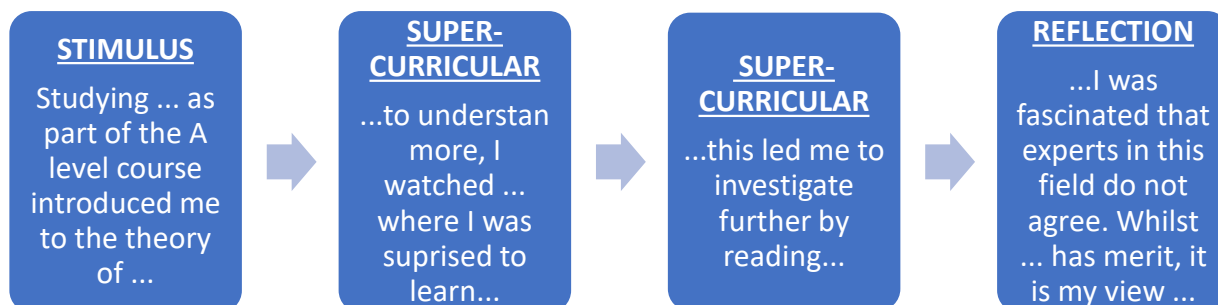 STIMULUS
Studying ... as
part of the A
level course
introduced me
to the theory
of ...
SUPER-
CURRICULAR
...to understan
more, I
watched ...
where I was
suprised to
learn...
SUPER-
CURRICULAR
...this led me to
investigate
further by
reading...
REFLECTION
...I was
fascinated that
experts in this
field do not
agree. Whilst
... has merit, it
is my view ...